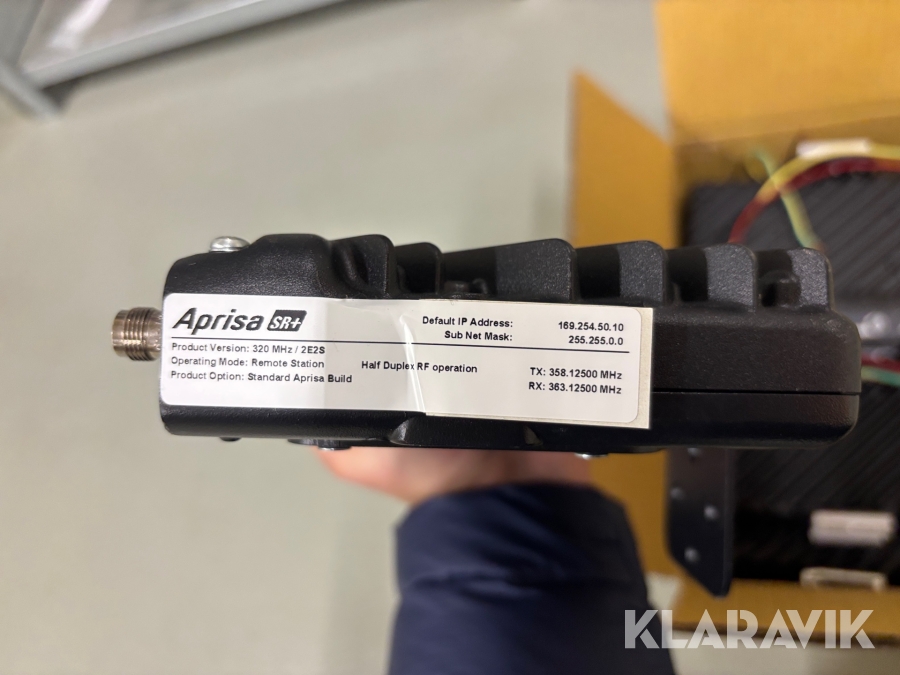 Aprisa SR+
Default IP Address: 169.254.50.10
Sub Net Mask: 255.255.0.0
Product Version: 320 MHz / 2E2S
Operating Mode: Remote Station
Half Duplex RF operation
Product Option: Standard Aprisa Build
TX: 358.12500 MHz
RX: 363.12500 MHz
KLARAVIK